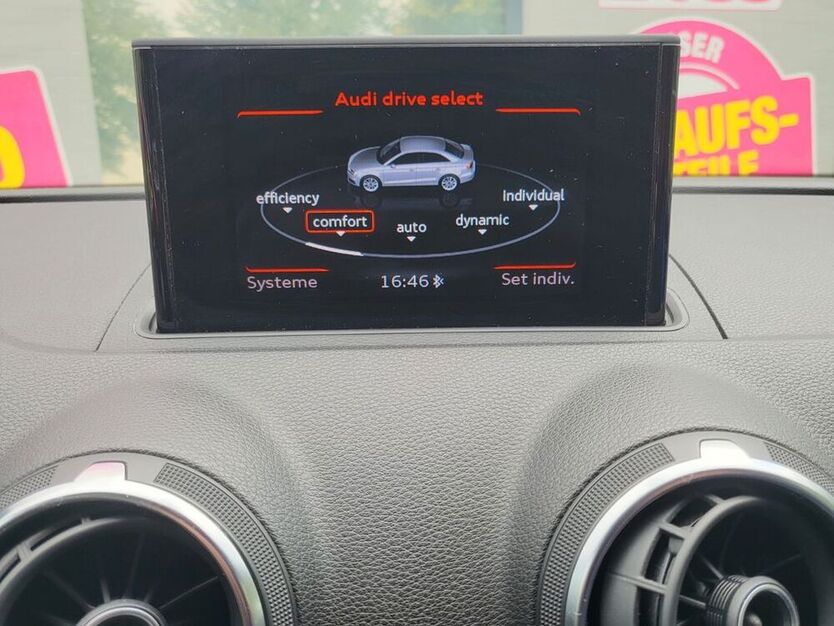 Audi drive select
efficiency
comfort
auto
dynamic
individual
Systeme
16:46
Set indiv.
AUFS-